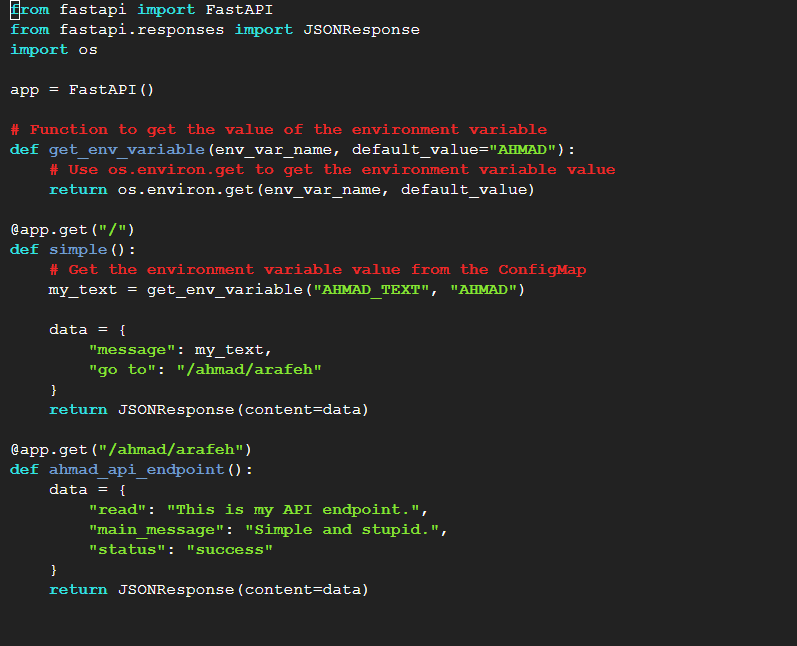 from fastapi import FastAPI
from fastapi.responses import JSONResponse
import os

app = FastAPI()

# Function to get the value of the environment variable
def get_env_variable(env_var_name, default_value="AHMAD"):
    # Use os.environ.get to get the environment variable value
    return os.environ.get(env_var_name, default_value)

@app.get("/")
def simple():
    # Get the environment variable value from the ConfigMap
    my_text = get_env_variable("AHMAD_TEXT", "AHMAD")

    data = {
        "message": my_text,
        "go to": "/ahmad/arafeh"
    }
    return JSONResponse(content=data)

@app.get("/ahmad/arafeh")
def ahmad_api_endpoint():
    data = {
        "read": "This is my API endpoint.",
        "main_message": "Simple and stupid.",
        "status": "success"
    }
    return JSONResponse(content=data)